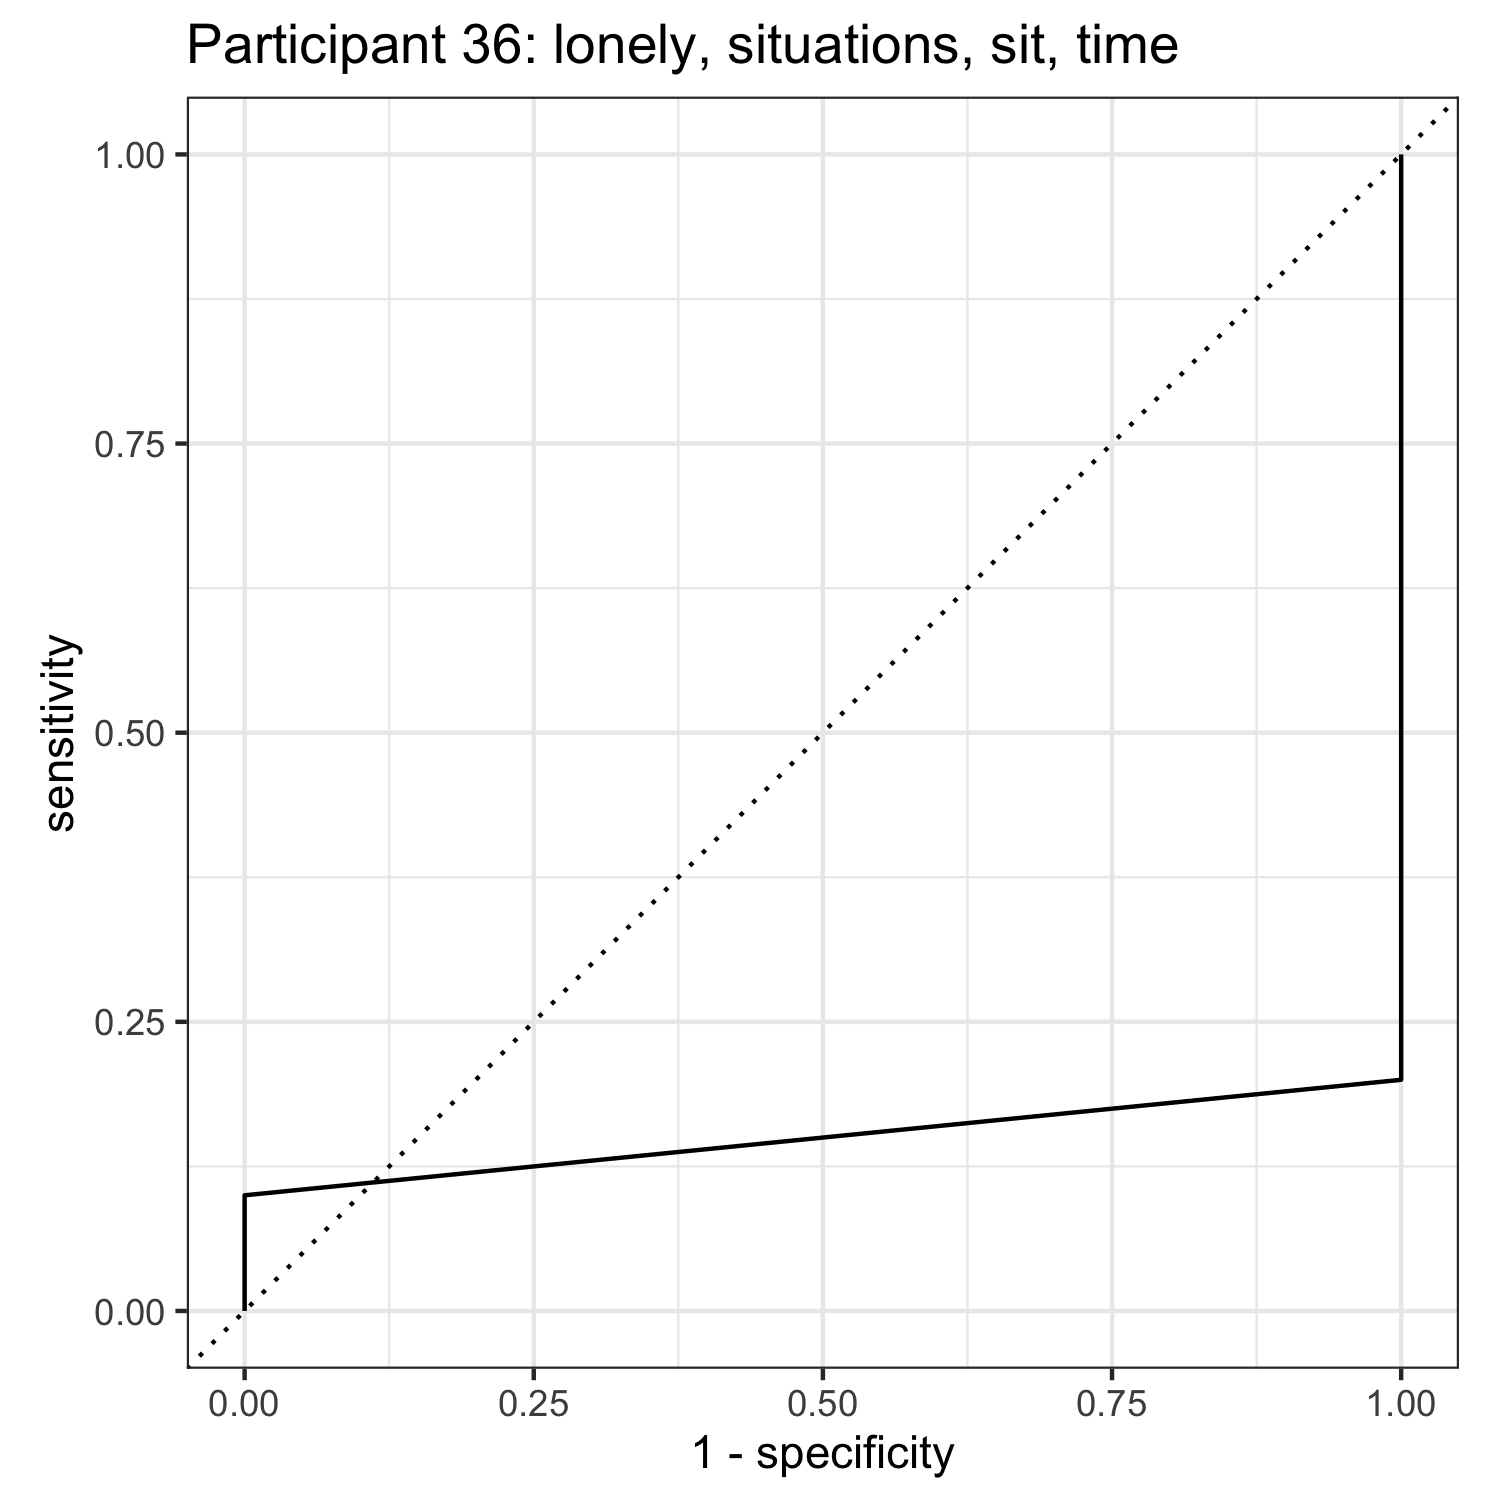 Participant 36: lonely, situations, sit, time
1.00
0.75
0.50
0.25
0.00
sensitivity
0.00 0.25 0.50 0.75 1.00
1 - specificity